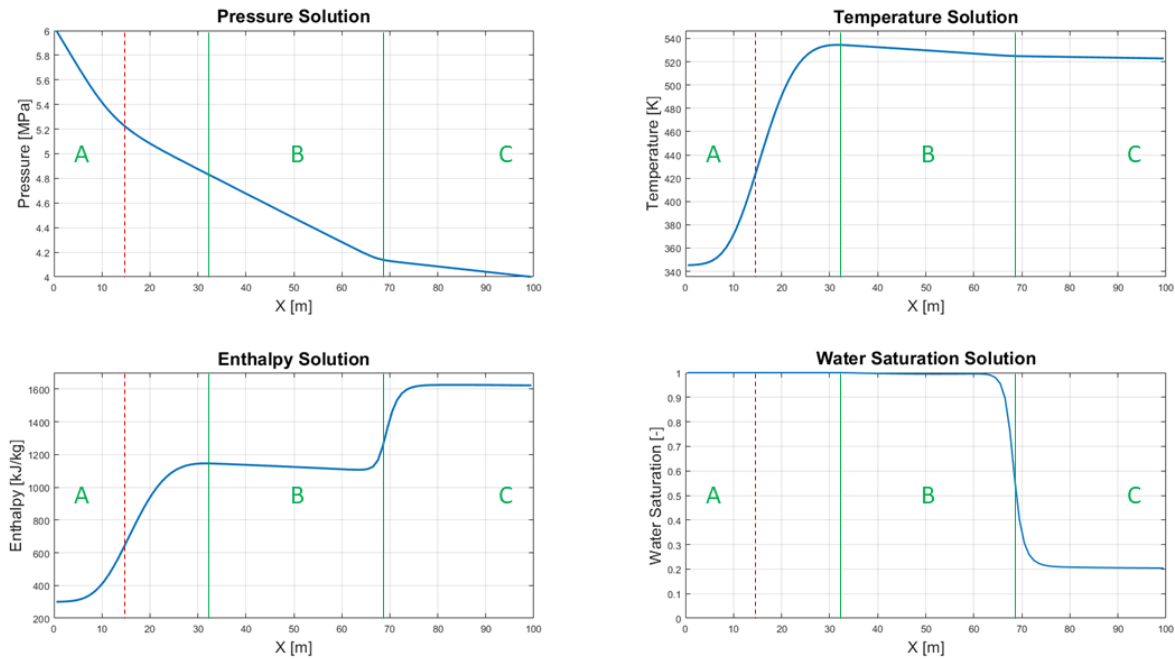 Pressure Solution
Pressure [MPa]
6
5.8
5.6
5.4
5.2
5
4.8
4.6
4.4
4.2
4
A
B
C
0 10 20 30 40 50 60 70 80 90 100
X [m]
Temperature Solution
Temperature [K]
540
520
500
480
460
440
420
400
380
360
340
A
B
C
0 10 20 30 40 50 60 70 80 90 100
X [m]
Enthalpy Solution
Enthalpy [kJ/kg]
1600
1400
1200
1000
800
600
400
200
A
B
C
0 10 20 30 40 50 60 70 80 90 100
X [m]
Water Saturation Solution
Water Saturation [-]
1
0.9
0.8
0.7
0.6
0.5
0.4
0.3
0.2
0.1
0
A
B
C
0 10 20 30 40 50 60 70 80 90 100
X [m]